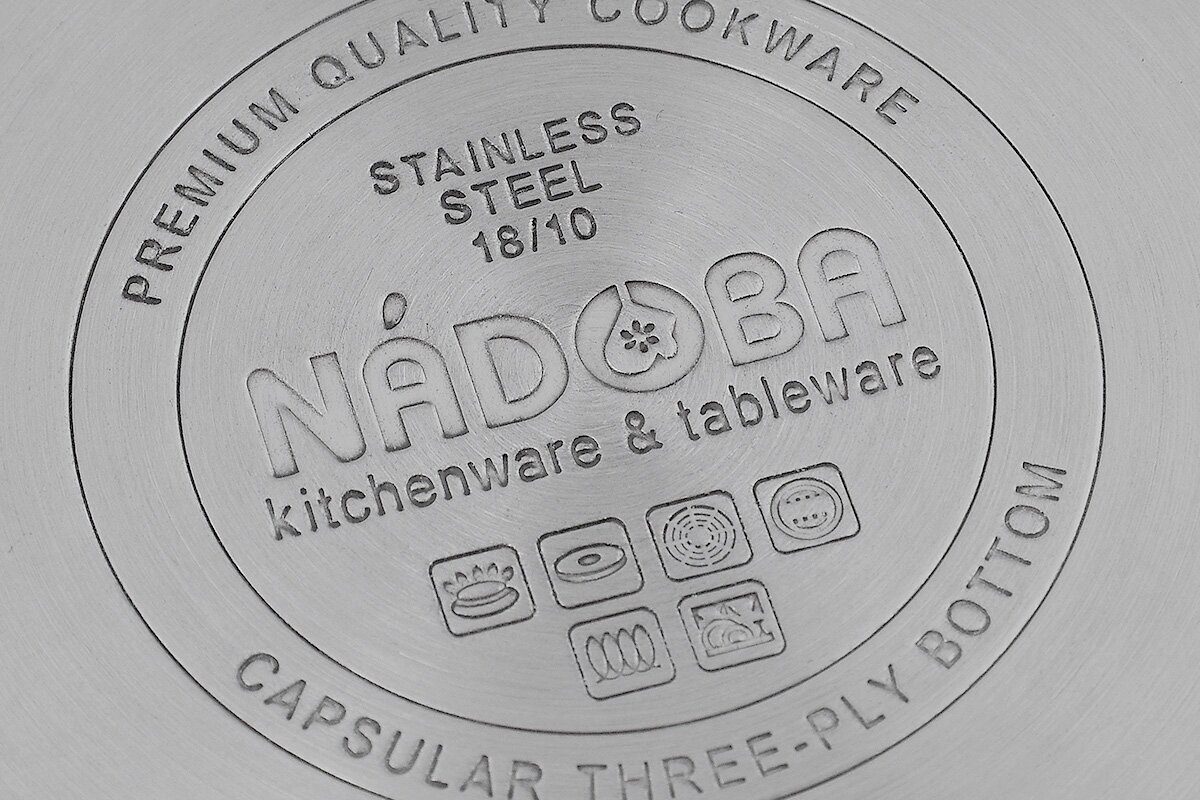 PREMIUM QUALITY COOKWARE
STAINLESS
STEEL
18/10
NÁDOBA
kitchenware & tableware
CAPSULAR THREE-PLY BOTTOM